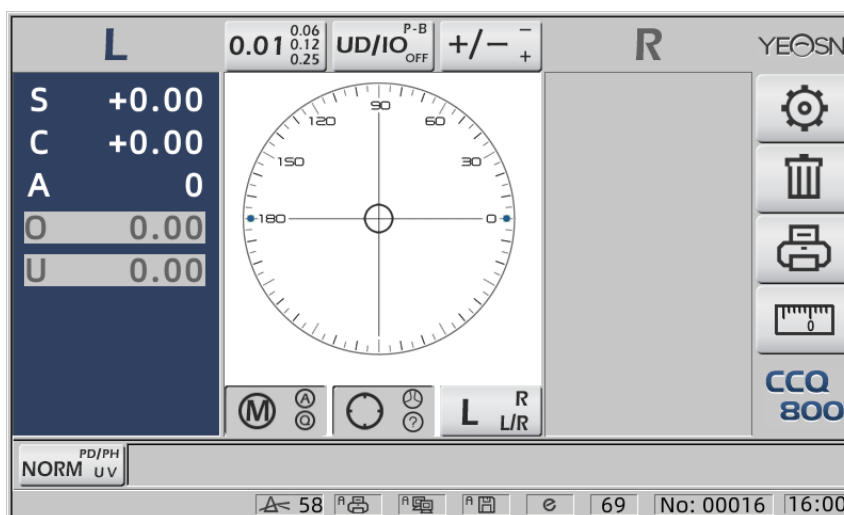 L
0.01 0.06 0.12 0.25
UD/IO P-B OFF
+/− − +
R
YEOSN
S +0.00
C +0.00
A 0
O 0.00
U 0.00
90
120 60
150 30
180 0
0
M A Q
?
L R L/R
CCQ
800
NORM PD/PH UV
A< 58 A A A e 69 No: 00016 16:00